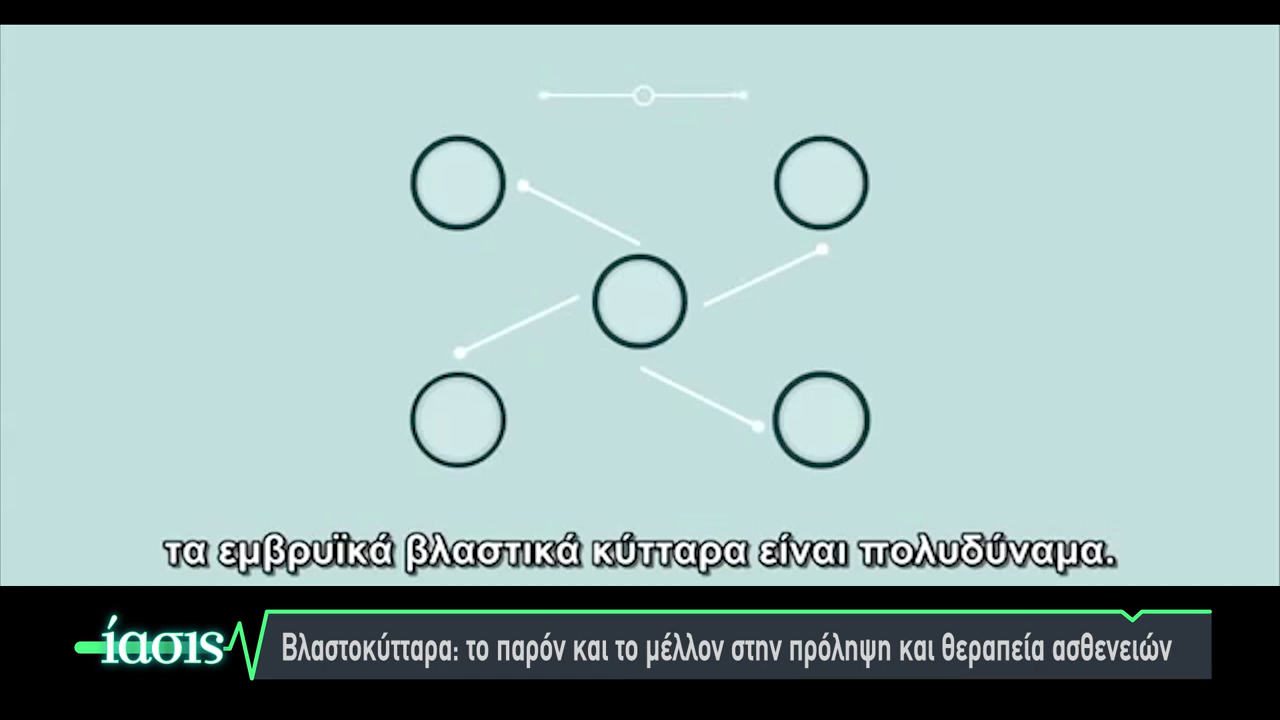 τα εμβρυϊκά βλαστικά κύτταρα είναι πολυδύναμα.
ίασις
Βλαστοκύτταρα: το παρόν και το μέλλον στην πρόληψη και θεραπεία ασθενειών